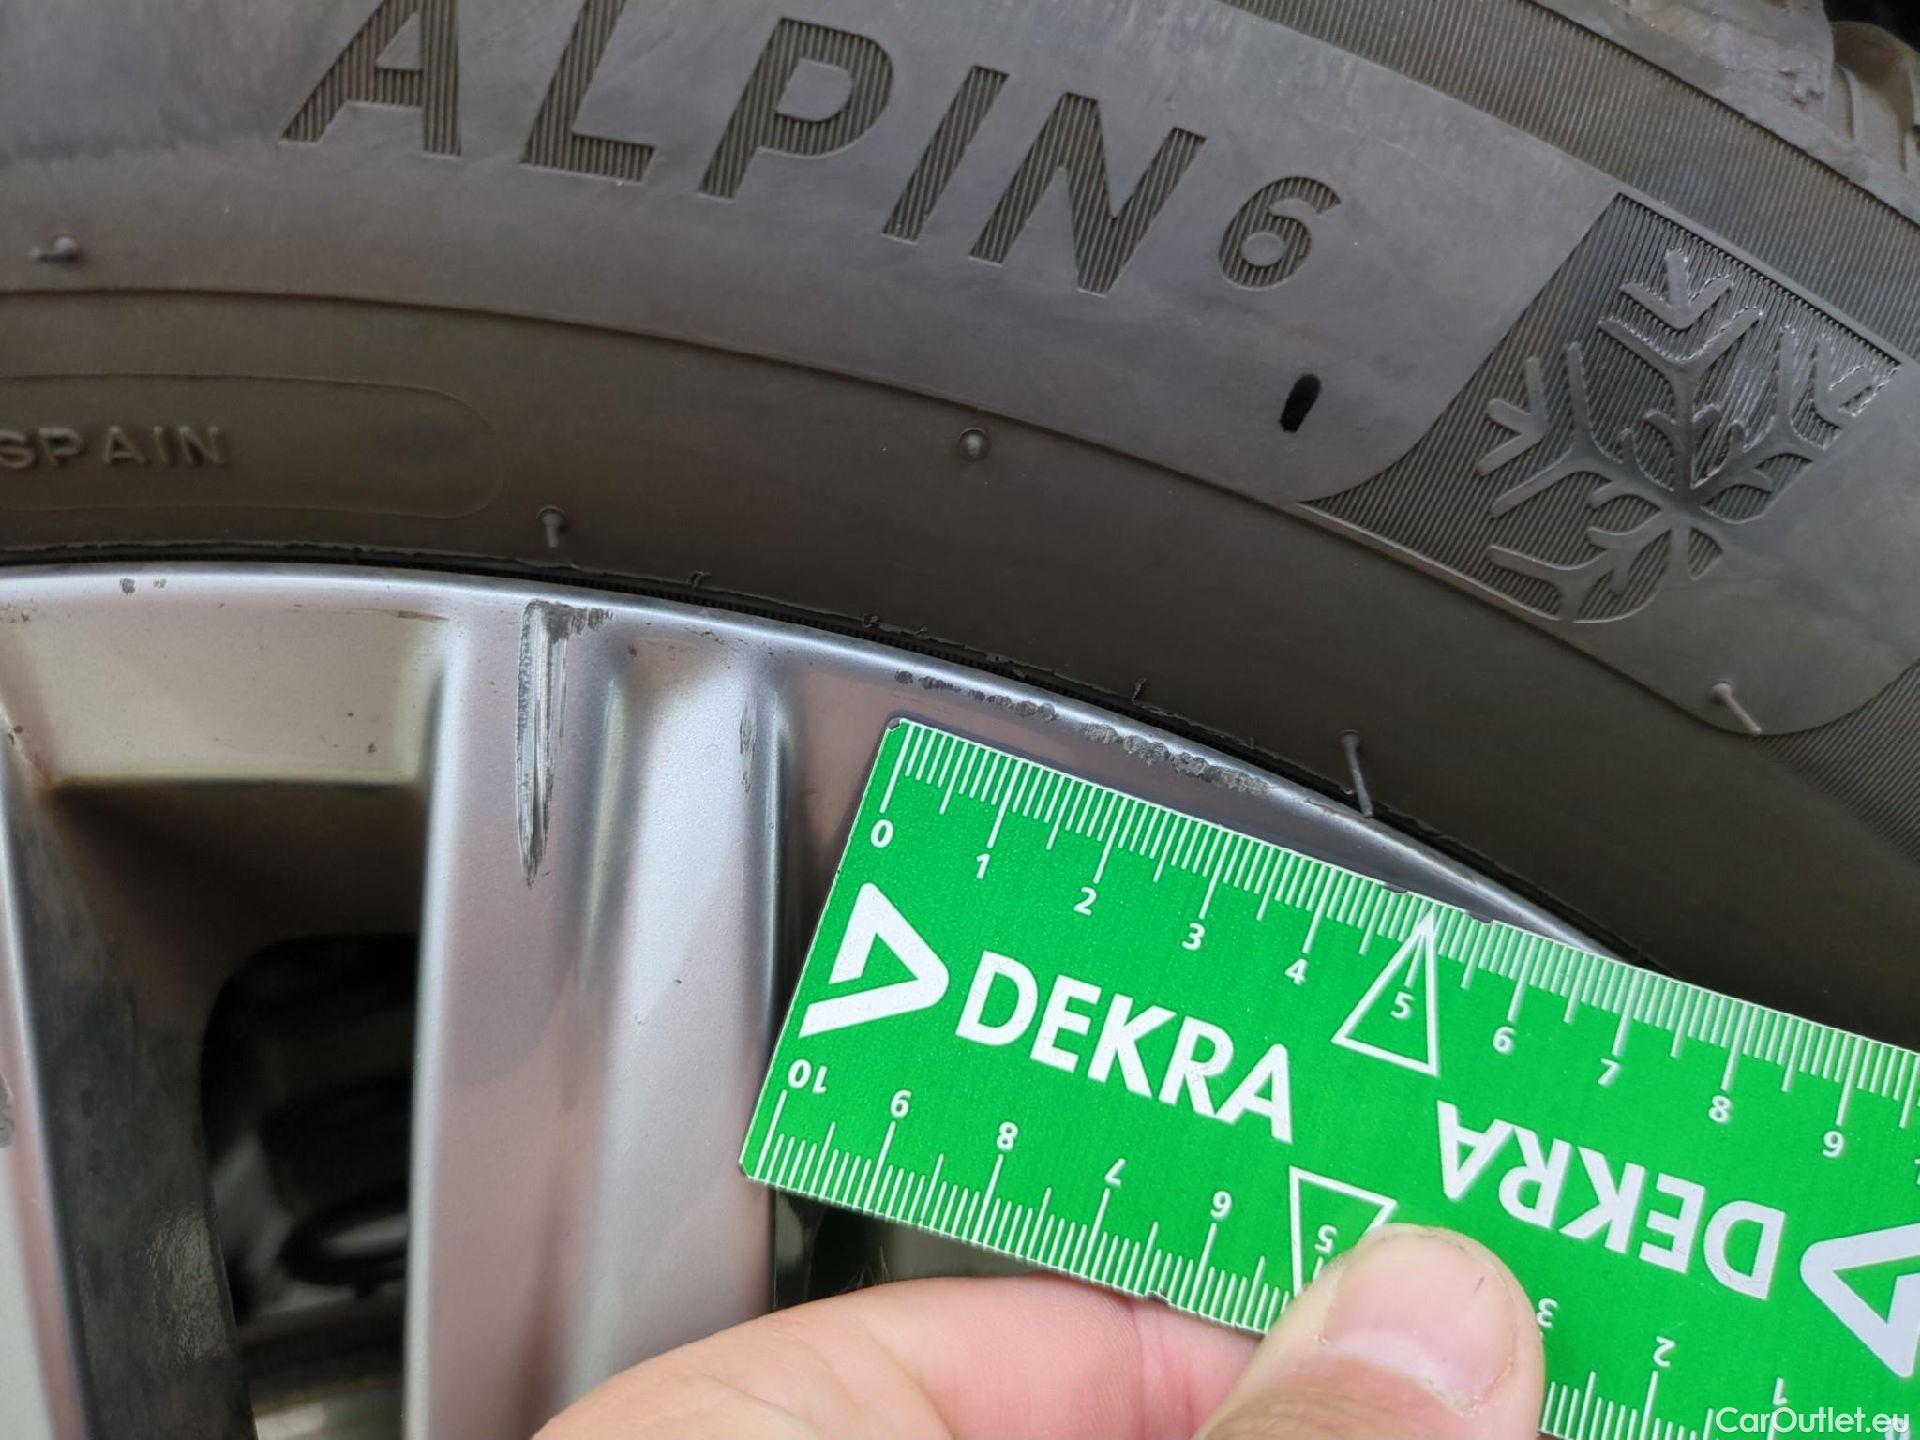 ALPIN 6
SPAIN
0 1 2 3 4 5 6 7 8 9
DEKRA
DEKRA
10 9 8 7 6 5 3 2 1
CarOutlet.eu